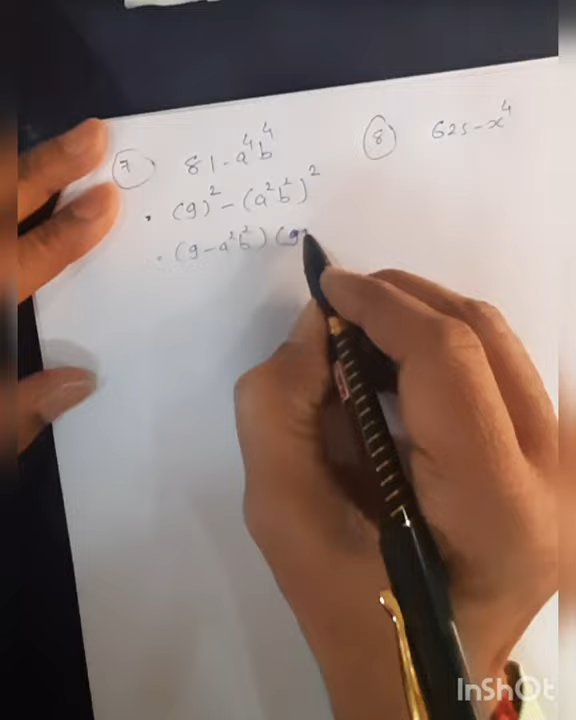 7 81-a⁴b⁴
(9)² - (a²b²)²
(9-a²b²)(9
8 625-x⁴
InShOt